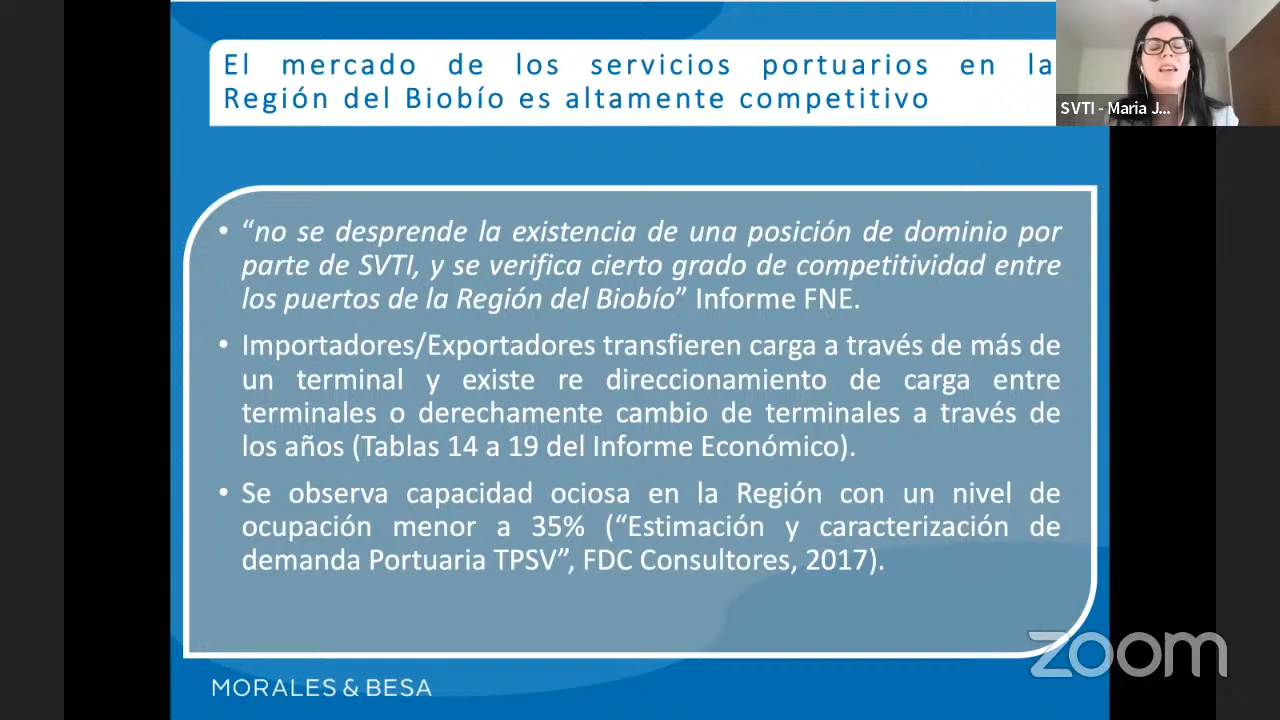 El mercado de los servicios portuarios en la
Región del Biobío es altamente competitivo
SVTI - Maria J...
• “no se desprende la existencia de una posición de dominio por
parte de SVTI, y se verifica cierto grado de competitividad entre
los puertos de la Región del Biobío” Informe FNE.
• Importadores/Exportadores transfieren carga a través de más de
un terminal y existe re direccionamiento de carga entre
terminales o derechamente cambio de terminales a través de
los años (Tablas 14 a 19 del Informe Económico).
• Se observa capacidad ociosa en la Región con un nivel de
ocupación menor a 35% (“Estimación y caracterización de
demanda Portuaria TPSV”, FDC Consultores, 2017).
zoom
MORALES & BESA